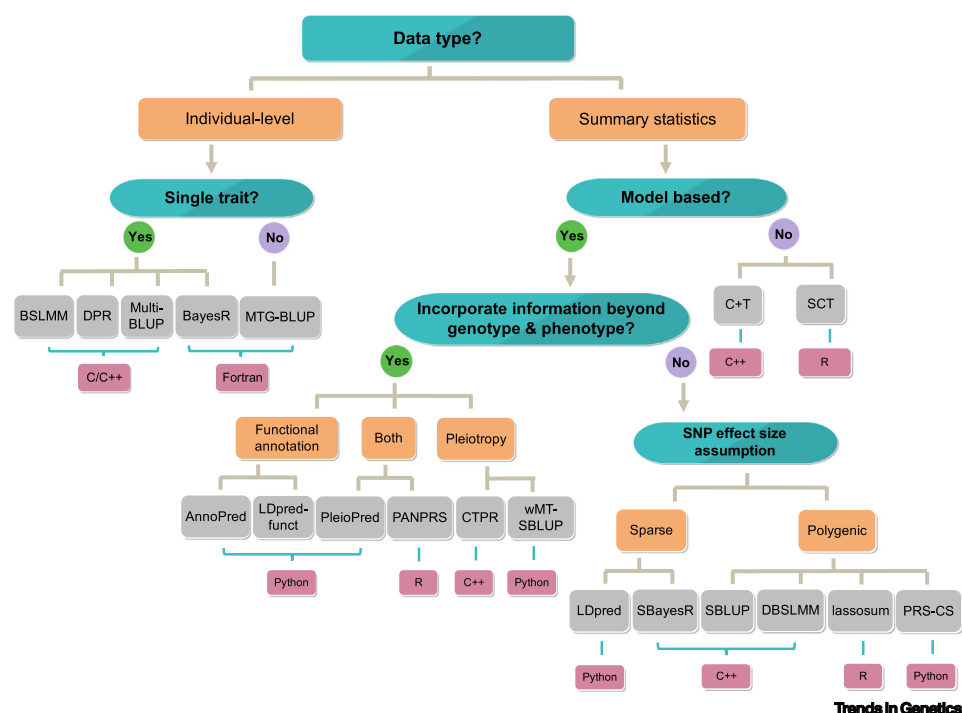 Data type?
Individual-level
Summary statistics
Single trait?
Model based?
Yes
No
Yes
No
BSLMM
DPR
Multi-
BLUP
BayesR
MTG-BLUP
C/C++
Fortran
Incorporate information beyond
genotype & phenotype?
C+T
SCT
C++
R
Yes
No
Functional
annotation
Both
Pleiotropy
SNP effect size
assumption
AnnoPred
LDpred-
funct
PleioPred
PANPRS
CTPR
wMT-
SBLUP
Python
R
C++
Python
Sparse
Polygenic
LDpred
SBayesR
SBLUP
DBSLMM
lassosum
PRS-CS
Python
C++
R
Python
Trends in Genetics